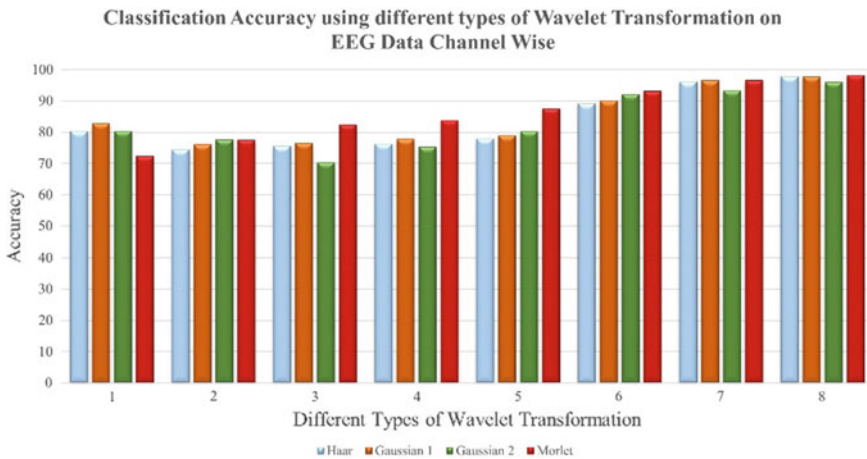 Classification Accuracy using different types of Wavelet Transformation on
EEG Data Channel Wise
100
90
80
70
60
50
40
30
20
10
0
Accuracy
1 2 3 4 5 6 7 8
Different Types of Wavelet Transformation
Haar Gaussian 1 Gaussian 2 Morlet